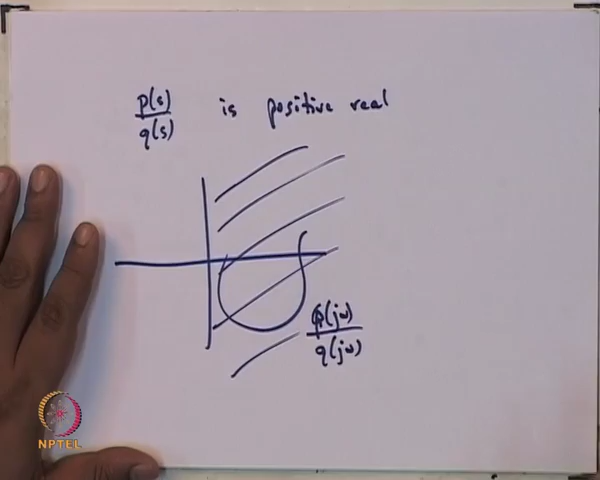 p(s)
q(s)
is positive real
p(jω)
q(jω)
NPTEL